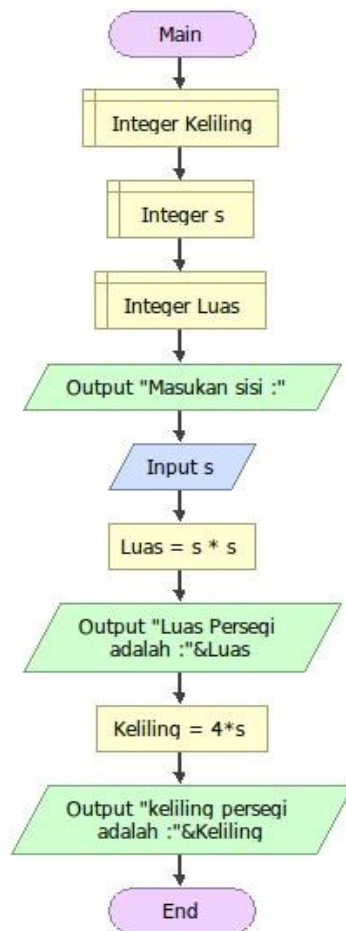 Main
Integer Keliling
Integer s
Integer Luas
Output "Masukan sisi :"
Input s
Luas = s * s
Output "Luas Persegi
adalah :"&Luas
Keliling = 4*s
Output "keliling persegi
adalah :"&Keliling
End